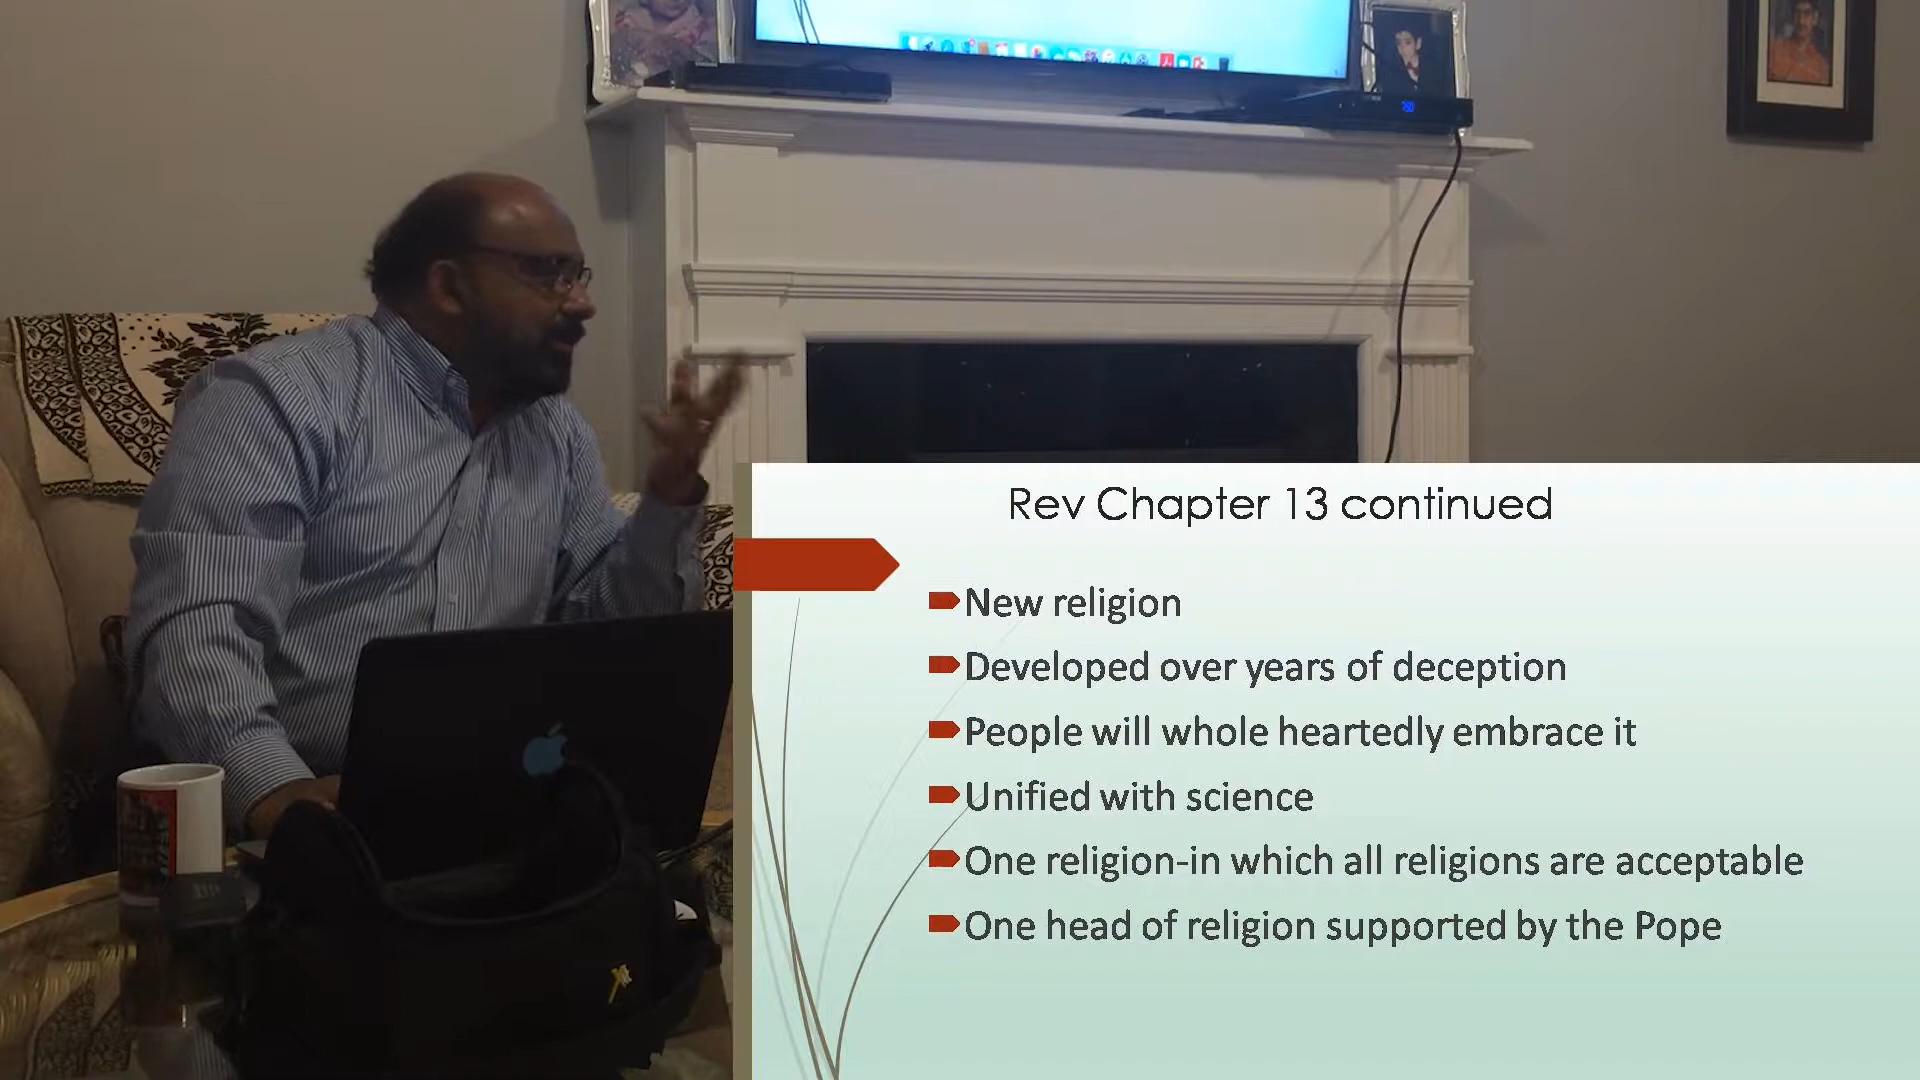 Rev Chapter 13 continued
New religion
Developed over years of deception
People will whole heartedly embrace it
Unified with science
One religion-in which all religions are acceptable
One head of religion supported by the Pope